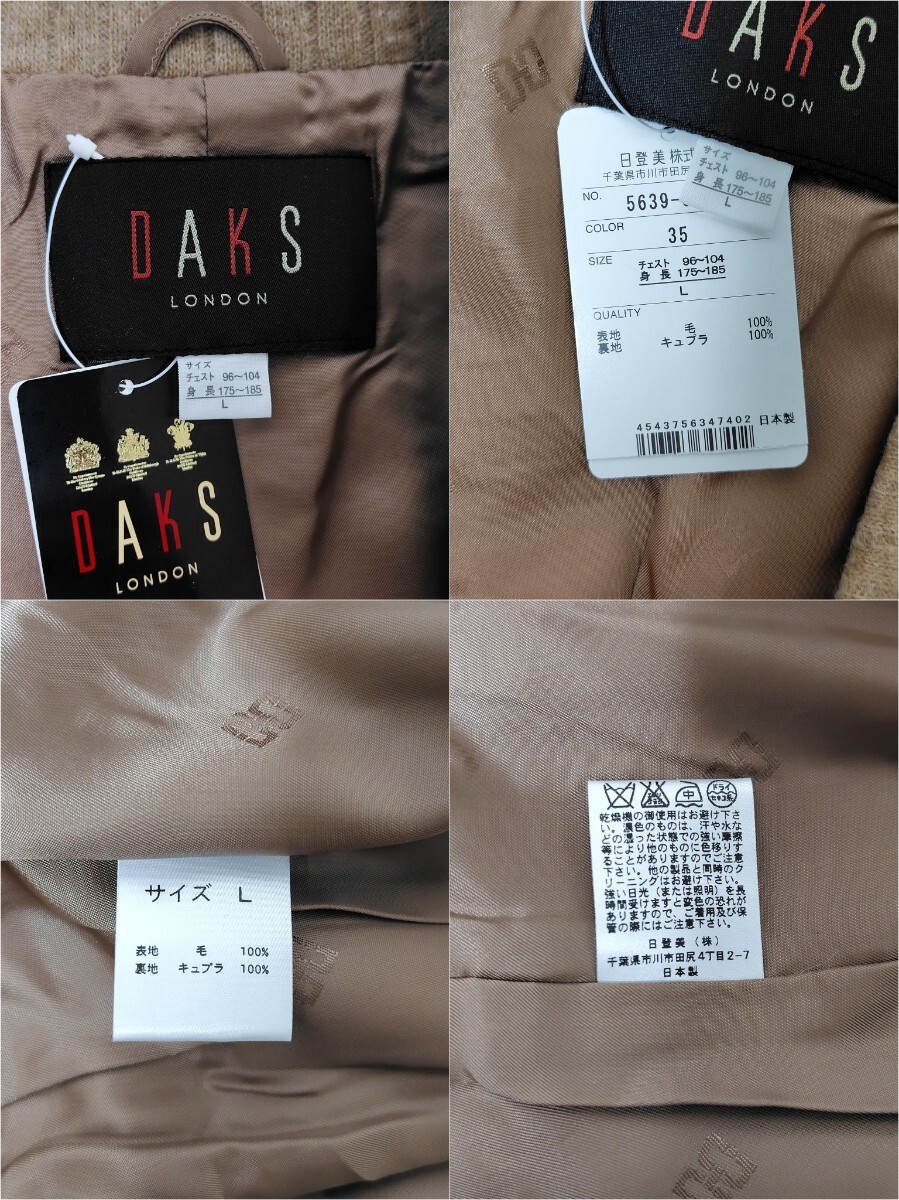 DAKS
LONDON
サイズ
チェスト 96～104
身 長 175～185
L
DAKS
LONDON
DAKS
LONDON
サイズ
チェスト 96～104
身 長 175～185
L
日登美株式
千葉県市川市田尻
NO. 5639-
COLOR 35
SIZE チェスト 96～104
身 長 175～185
L
QUALITY
表地 毛 100%
裏地 キュプラ 100%
4543756347402 日本製
サイズ L
表地 毛 100%
裏地 キュプラ 100%
中 ドライ セキユ系
乾燥機の御使用はお避け下さ
い。濃色のものは、汗や水な
どの湿った状態での強い摩擦
等により他のものに色移りす
ることがありますのでご注意
下さい。他の製品と同時のク
リーニングはお避け下さい。
強い日光（または照明）を長
時間受けますと変色の恐れが
ありますので、ご着用及び保
管の際にはご注意下さい。
日登美（株）
千葉県市川市田尻4丁目2-7
日本製